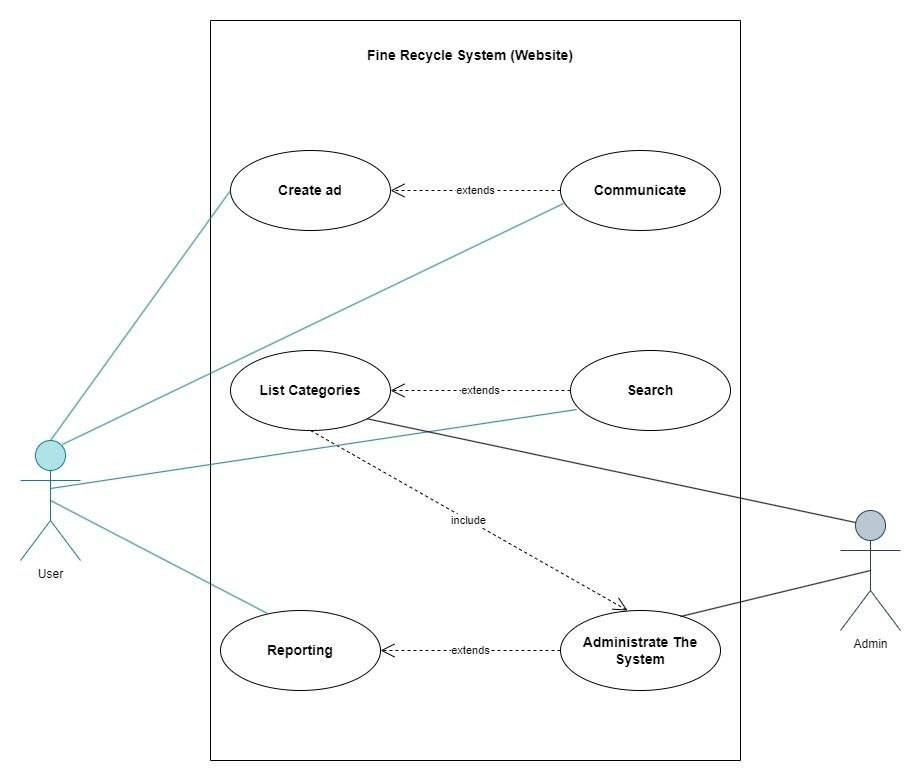 Fine Recycle System (Website)
Create ad
extends
Communicate
List Categories
extends
Search
include
User
Reporting
extends
Administrate The
System
Admin